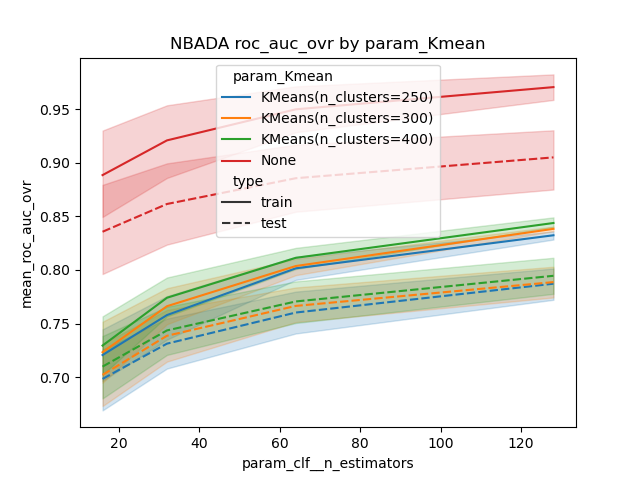 NBADA roc_auc_ovr by param_Kmean
param_Kmean
KMeans(n_clusters=250)
KMeans(n_clusters=300)
KMeans(n_clusters=400)
None
type
train
test
mean_roc_auc_ovr
0.95
0.90
0.85
0.80
0.75
0.70
20 40 60 80 100 120
param_clf__n_estimators